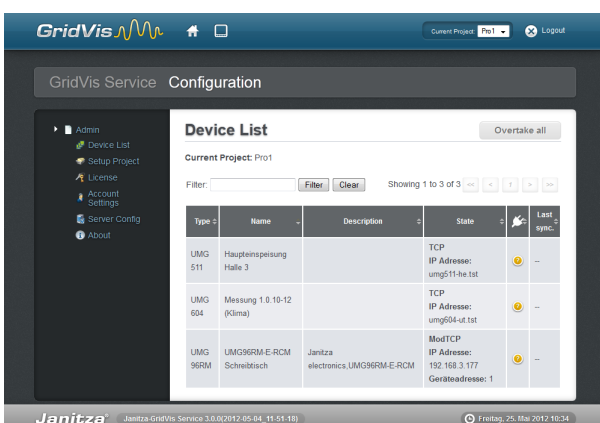 GridVis
Current Project: Pro1
Logout
GridVis Service Configuration
Admin
Device List
Setup Project
License
Account
Settings
Server Config
About
Device List
Overtake all
Current Project: Pro1
Filter:
Filter
Clear
Showing 1 to 3 of 3
<<
<
1
>
>>
Type
Name
Description
State
Last
sync.
UMG
511
Haupteinspeisung
Halle 3
TCP
IP Adresse:
umg511-he.tst
--
UMG
604
Messung 1.0.10-12
(Klima)
TCP
IP Adresse:
umg604-ut.tst
--
UMG
96RM
UMG96RM-E-RCM
Schreibtisch
Janitza
electronics,UMG96RM-E-RCM
ModTCP
IP Adresse:
192.168.3.177
Geräteadresse: 1
--
Janitza
Janitza-GridVis Service 3.0.0(2012-05-04_11-51-18)
Freitag, 25. Mai 2012 10:34